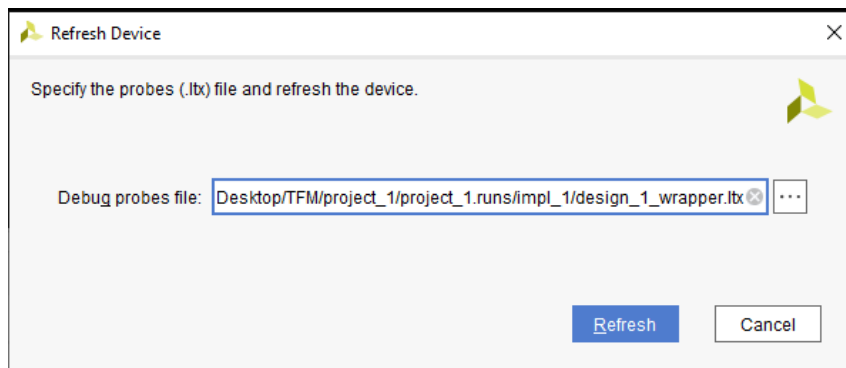 Refresh Device
Specify the probes (.ltx) file and refresh the device.
Debug probes file: Desktop/TFM/project_1/project_1.runs/impl_1/design_1_wrapper.ltx ...
Refresh Cancel